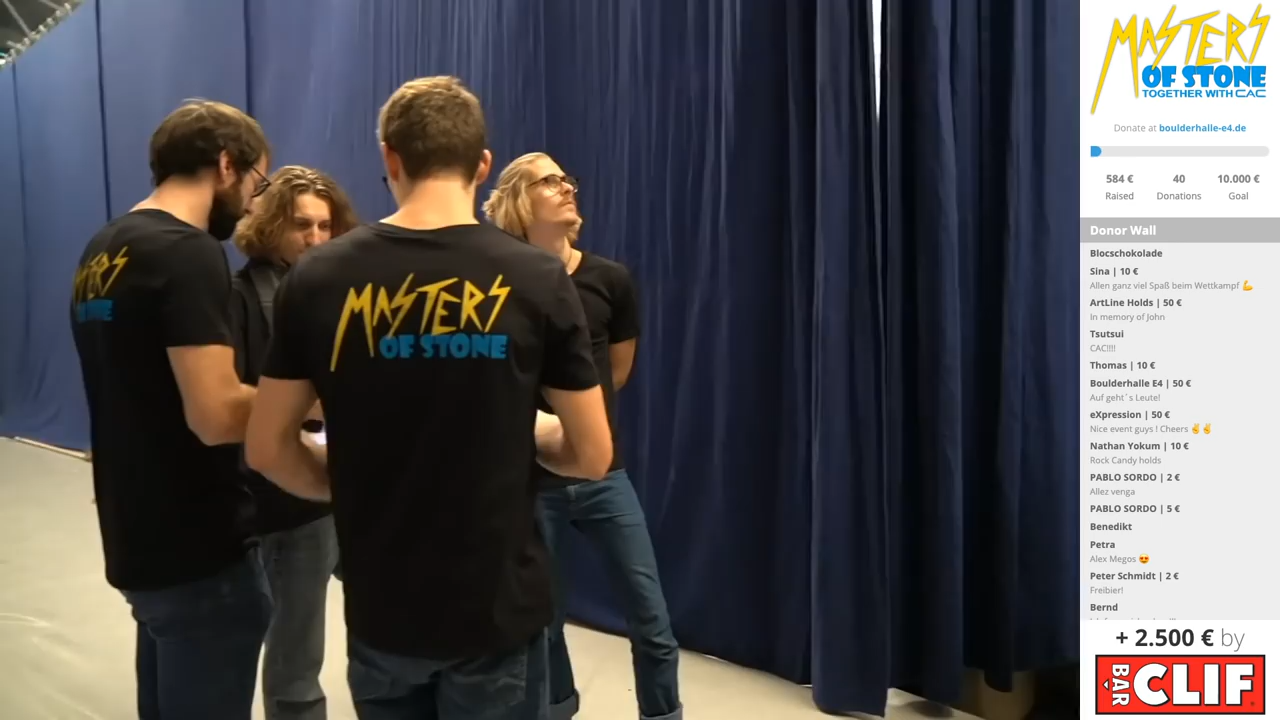 MASTERS
OF STONE
MASTERS
OF STONE
TOGETHER WITH CAC
Donate at boulderhalle-e4.de
584 € 40 10.000 €
Raised Donations Goal
Donor Wall
Blocschokolade
Sina | 10 €
Allen ganz viel Spaß beim Wettkampf 💪
ArtLine Holds | 50 €
In memory of John
Tsutsui
CAC!!!!
Thomas | 10 €
Boulderhalle E4 | 50 €
Auf geht´s Leute!
eXpression | 50 €
Nice event guys ! Cheers ✌️✌️
Nathan Yokum | 10 €
Rock Candy holds
PABLO SORDO | 2 €
Allez venga
PABLO SORDO | 5 €
Benedikt
Petra
Alex Megos 😍
Peter Schmidt | 2 €
Freibier!
Bernd
+ 2.500 € by
CLIF
BAR